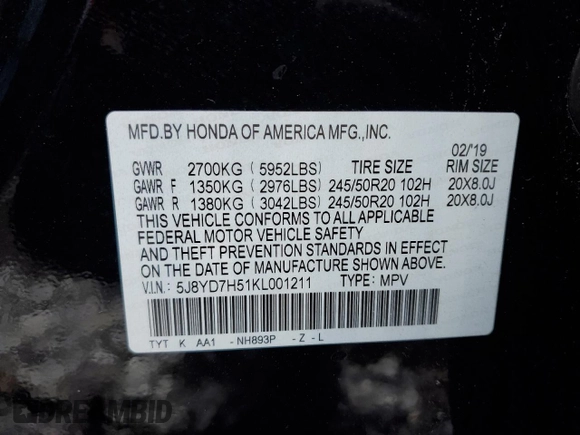 MFD.BY HONDA OF AMERICA MFG.,INC.
02/'19
GVWR 2700KG (5952LBS) TIRE SIZE RIM SIZE
GAWR F 1350KG (2976LBS) 245/50R20 102H 20X8.0J
GAWR R 1380KG (3042LBS) 245/50R20 102H 20X8.0J
THIS VEHICLE CONFORMS TO ALL APPLICABLE
FEDERAL MOTOR VEHICLE SAFETY
AND THEFT PREVENTION STANDARDS IN EFFECT
ON THE DATE OF MANUFACTURE SHOWN ABOVE.
V.I.N.: 5J8YD7H51KL001211 TYPE: MPV
TYT K AA1 -NH893P -Z -L
DREAMBID